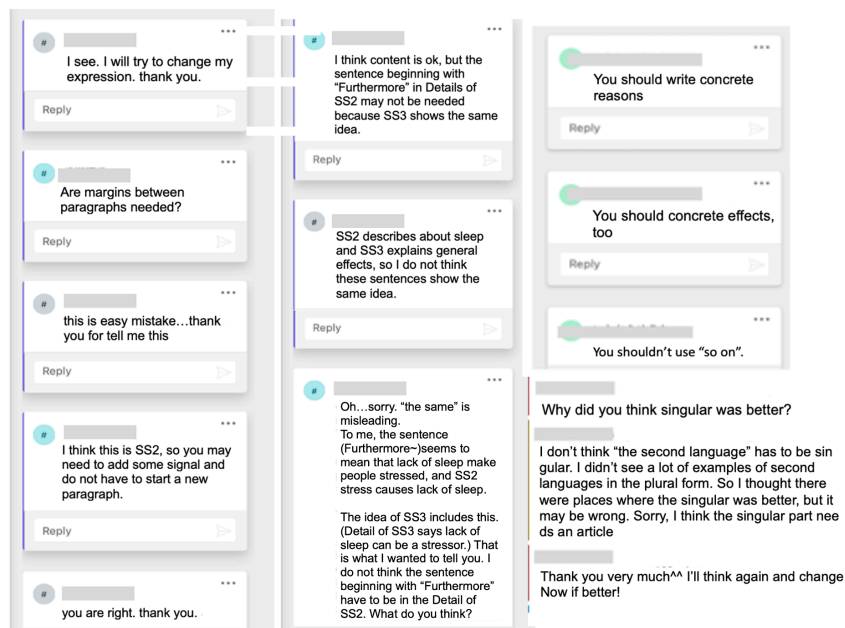 #
I see. I will try to change my
expression. thank you.
Reply
#
Are margins between
paragraphs needed?
Reply
#
this is easy mistake…thank
you for tell me this
Reply
#
I think this is SS2, so you may
need to add some signal and
do not have to start a new
paragraph.
Reply
#
you are right. thank you.
#
I think content is ok, but the
sentence beginning with
“Furthermore” in Details of
SS2 may not be needed
because SS3 shows the same
idea.
Reply
#
SS2 describes about sleep
and SS3 explains general
effects, so I do not think
these sentences show the
same idea.
Reply
#
Oh…sorry. “the same” is
misleading.
To me, the sentence
(Furthermore~)seems to
mean that lack of sleep make
people stressed, and SS2
stress causes lack of sleep.
The idea of SS3 includes this.
(Detail of SS3 says lack of
sleep can be a stressor.) That
is what I wanted to tell you. I
do not think the sentence
beginning with “Furthermore”
have to be in the Detail of
SS2. What do you think?
You should write concrete
reasons
Reply
You should concrete effects,
too
Reply
You shouldn’t use “so on”.
Why did you think singular was better?
I don’t think “the second language” has to be sin
gular. I didn’t see a lot of examples of second
languages in the plural form. So I thought there
were places where the singular was better, but it
may be wrong. Sorry, I think the singular part nee
ds an article
Thank you very much^^ I’ll think again and change
Now if better!